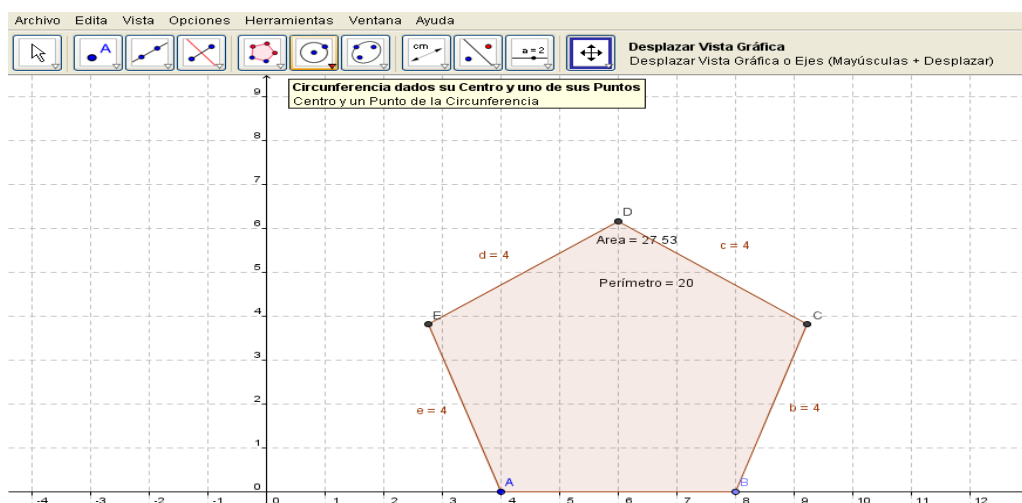 Archivo Edita Vista Opciones Herramientas Ventana Ayuda
A
cm
a = 2
Desplazar Vista Gráfica
Desplazar Vista Gráfica o Ejes (Mayúsculas + Desplazar)
Circunferencia dados su Centro y uno de sus Puntos
Centro y un Punto de la Circunferencia
9
8
7
D
6
Area = 27.53
c = 4
d = 4
5
Perímetro = 20
4
E
C
3
2
e = 4
b = 4
1
0
A
B
-4 -3 -2 -1 0 1 2 3 4 5 6 7 8 9 10 11 12